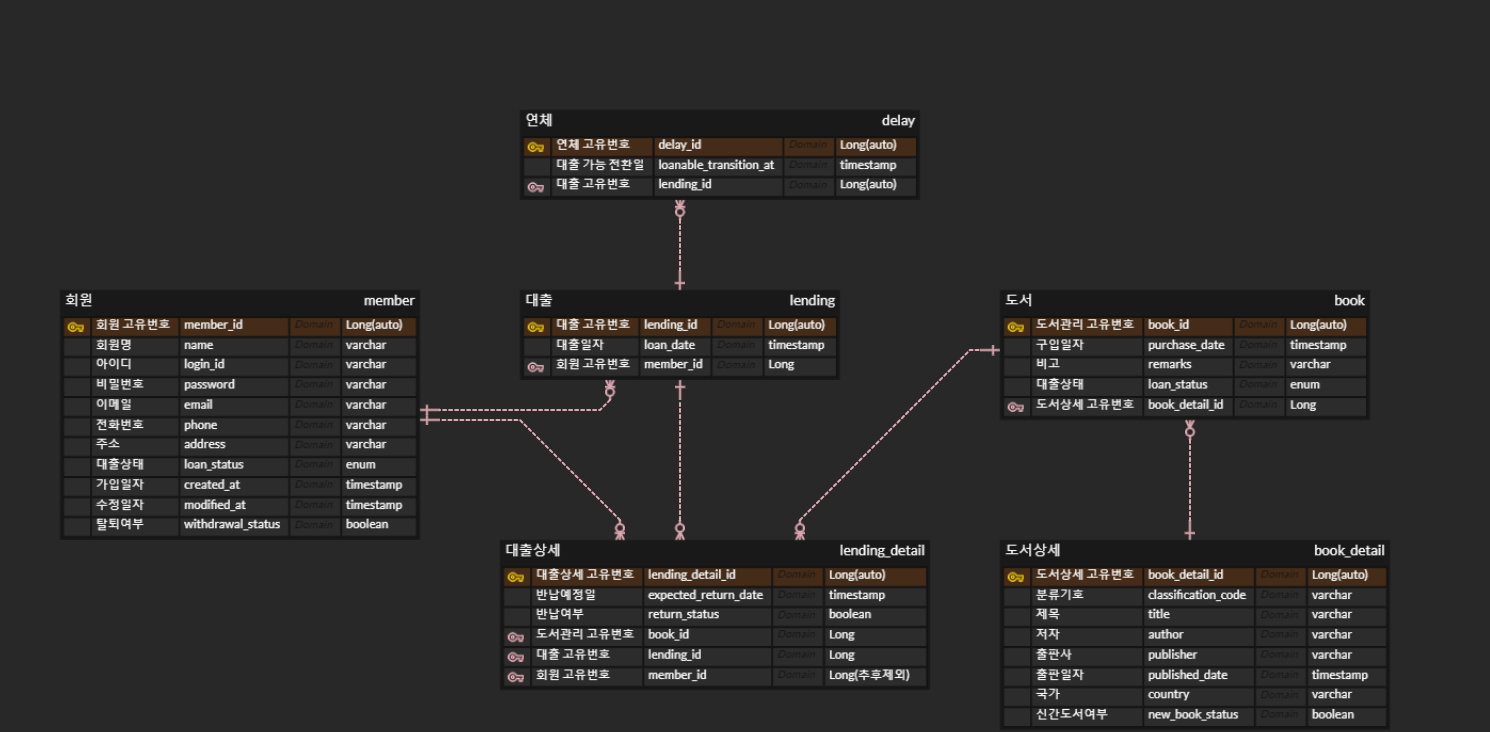 연체 delay
연체 고유번호 delay_id Domain Long(auto)
대출 가능 전환일 loanable_transition_at Domain timestamp
대출 고유번호 lending_id Domain Long(auto)
회원 member
회원 고유번호 member_id Domain Long(auto)
회원명 name Domain varchar
아이디 login_id Domain varchar
비밀번호 password Domain varchar
이메일 email Domain varchar
전화번호 phone Domain varchar
주소 address Domain varchar
대출상태 loan_status Domain enum
가입일자 created_at Domain timestamp
수정일자 modified_at Domain timestamp
탈퇴여부 withdrawal_status Domain boolean
대출 lending
대출 고유번호 lending_id Domain Long(auto)
대출일자 loan_date Domain timestamp
회원 고유번호 member_id Domain Long
도서 book
도서관리 고유번호 book_id Domain Long(auto)
구입일자 purchase_date Domain timestamp
비고 remarks Domain varchar
대출상태 loan_status Domain enum
도서상세 고유번호 book_detail_id Domain Long
대출상세 lending_detail
대출상세 고유번호 lending_detail_id Domain Long(auto)
반납예정일 expected_return_date Domain timestamp
반납여부 return_status Domain boolean
도서관리 고유번호 book_id Domain Long
대출 고유번호 lending_id Domain Long
회원 고유번호 member_id Domain Long(추후제외)
도서상세 book_detail
도서상세 고유번호 book_detail_id Domain Long(auto)
분류기호 classification_code Domain varchar
제목 title Domain varchar
저자 author Domain varchar
출판사 publisher Domain varchar
출판일자 published_date Domain timestamp
국가 country Domain varchar
신간도서여부 new_book_status Domain boolean